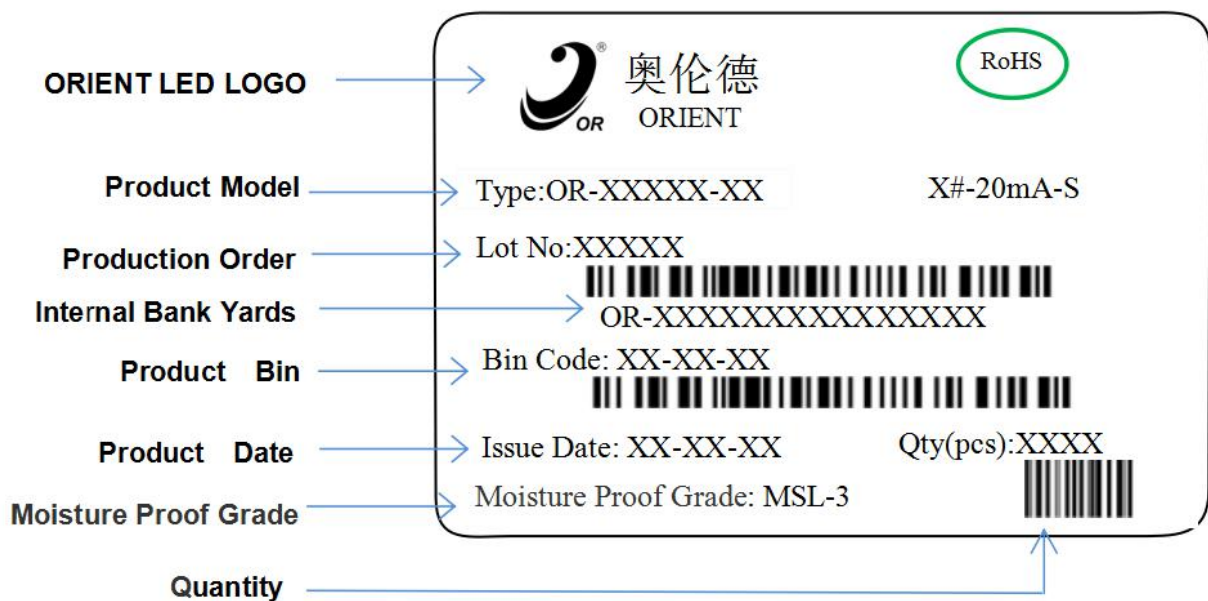 奥伦德
RoHS
ORIENT LED LOGO
®
OR
ORIENT
Product Model
Type:OR-XXXXX-XX
X#-20mA-S
Production Order
Lot No:XXXXX
Internal Bank Yards
OR-XXXXXXXXXXXXXXX
Product Bin
Bin Code: XX-XX-XX
Product Date
Issue Date: XX-XX-XX
Qty(pcs):XXXX
Moisture Proof Grade
Moisture Proof Grade: MSL-3
Quantity